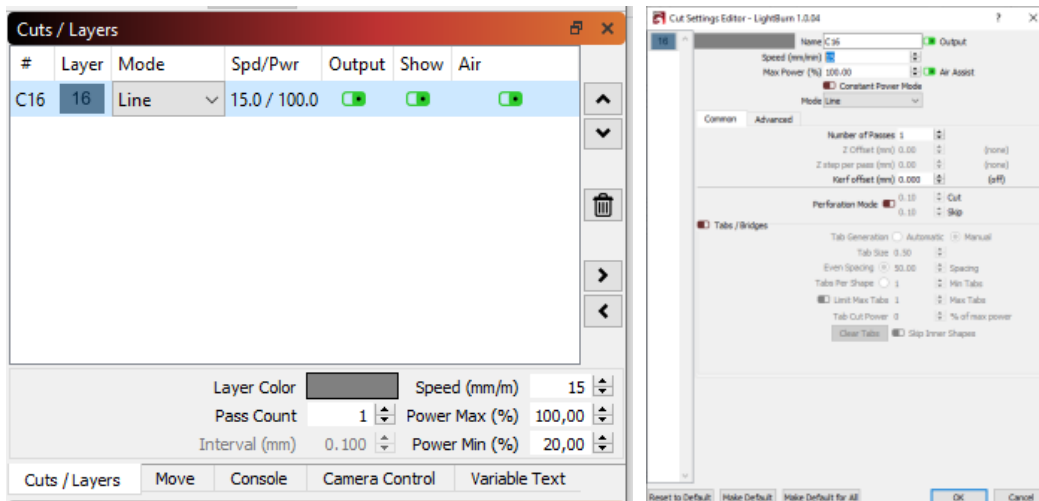 Cuts / Layers
# Layer Mode Spd/Pwr Output Show Air
C16 16 Line 15.0 / 100.0
Layer Color Speed (mm/m) 15
Pass Count 1 Power Max (%) 100,00
Interval (mm) 0.100 Power Min (%) 20,00
Cuts / Layers Move Console Camera Control Variable Text
Cut Settings Editor - LightBurn 1.0.04 ?
16
Name C16 Output
Speed (mm/min) 15
Max Power (%) 100.00 Air Assist
Constant Power Mode
Mode Line
Common Advanced
Number of Passes 1
Z Offset (mm) 0.00 (none)
Z step per pass (mm) 0.00 (none)
Kerf offset (mm) 0.000 (off)
Perforation Mode 0.10 Cut
0.10 Skip
Tabs / Bridges
Tab Generation Automatic Manual
Tab Size 0.50
Even Spacing 50.00 Spacing
Tabs Per Shape 1 Min Tabs
Limit Max Tabs 1 Max Tabs
Tab Cut Power 0 % of max power
Clear Tabs Skip Inner Shapes
Reset to Default Make Default Make Default for All OK Cancel